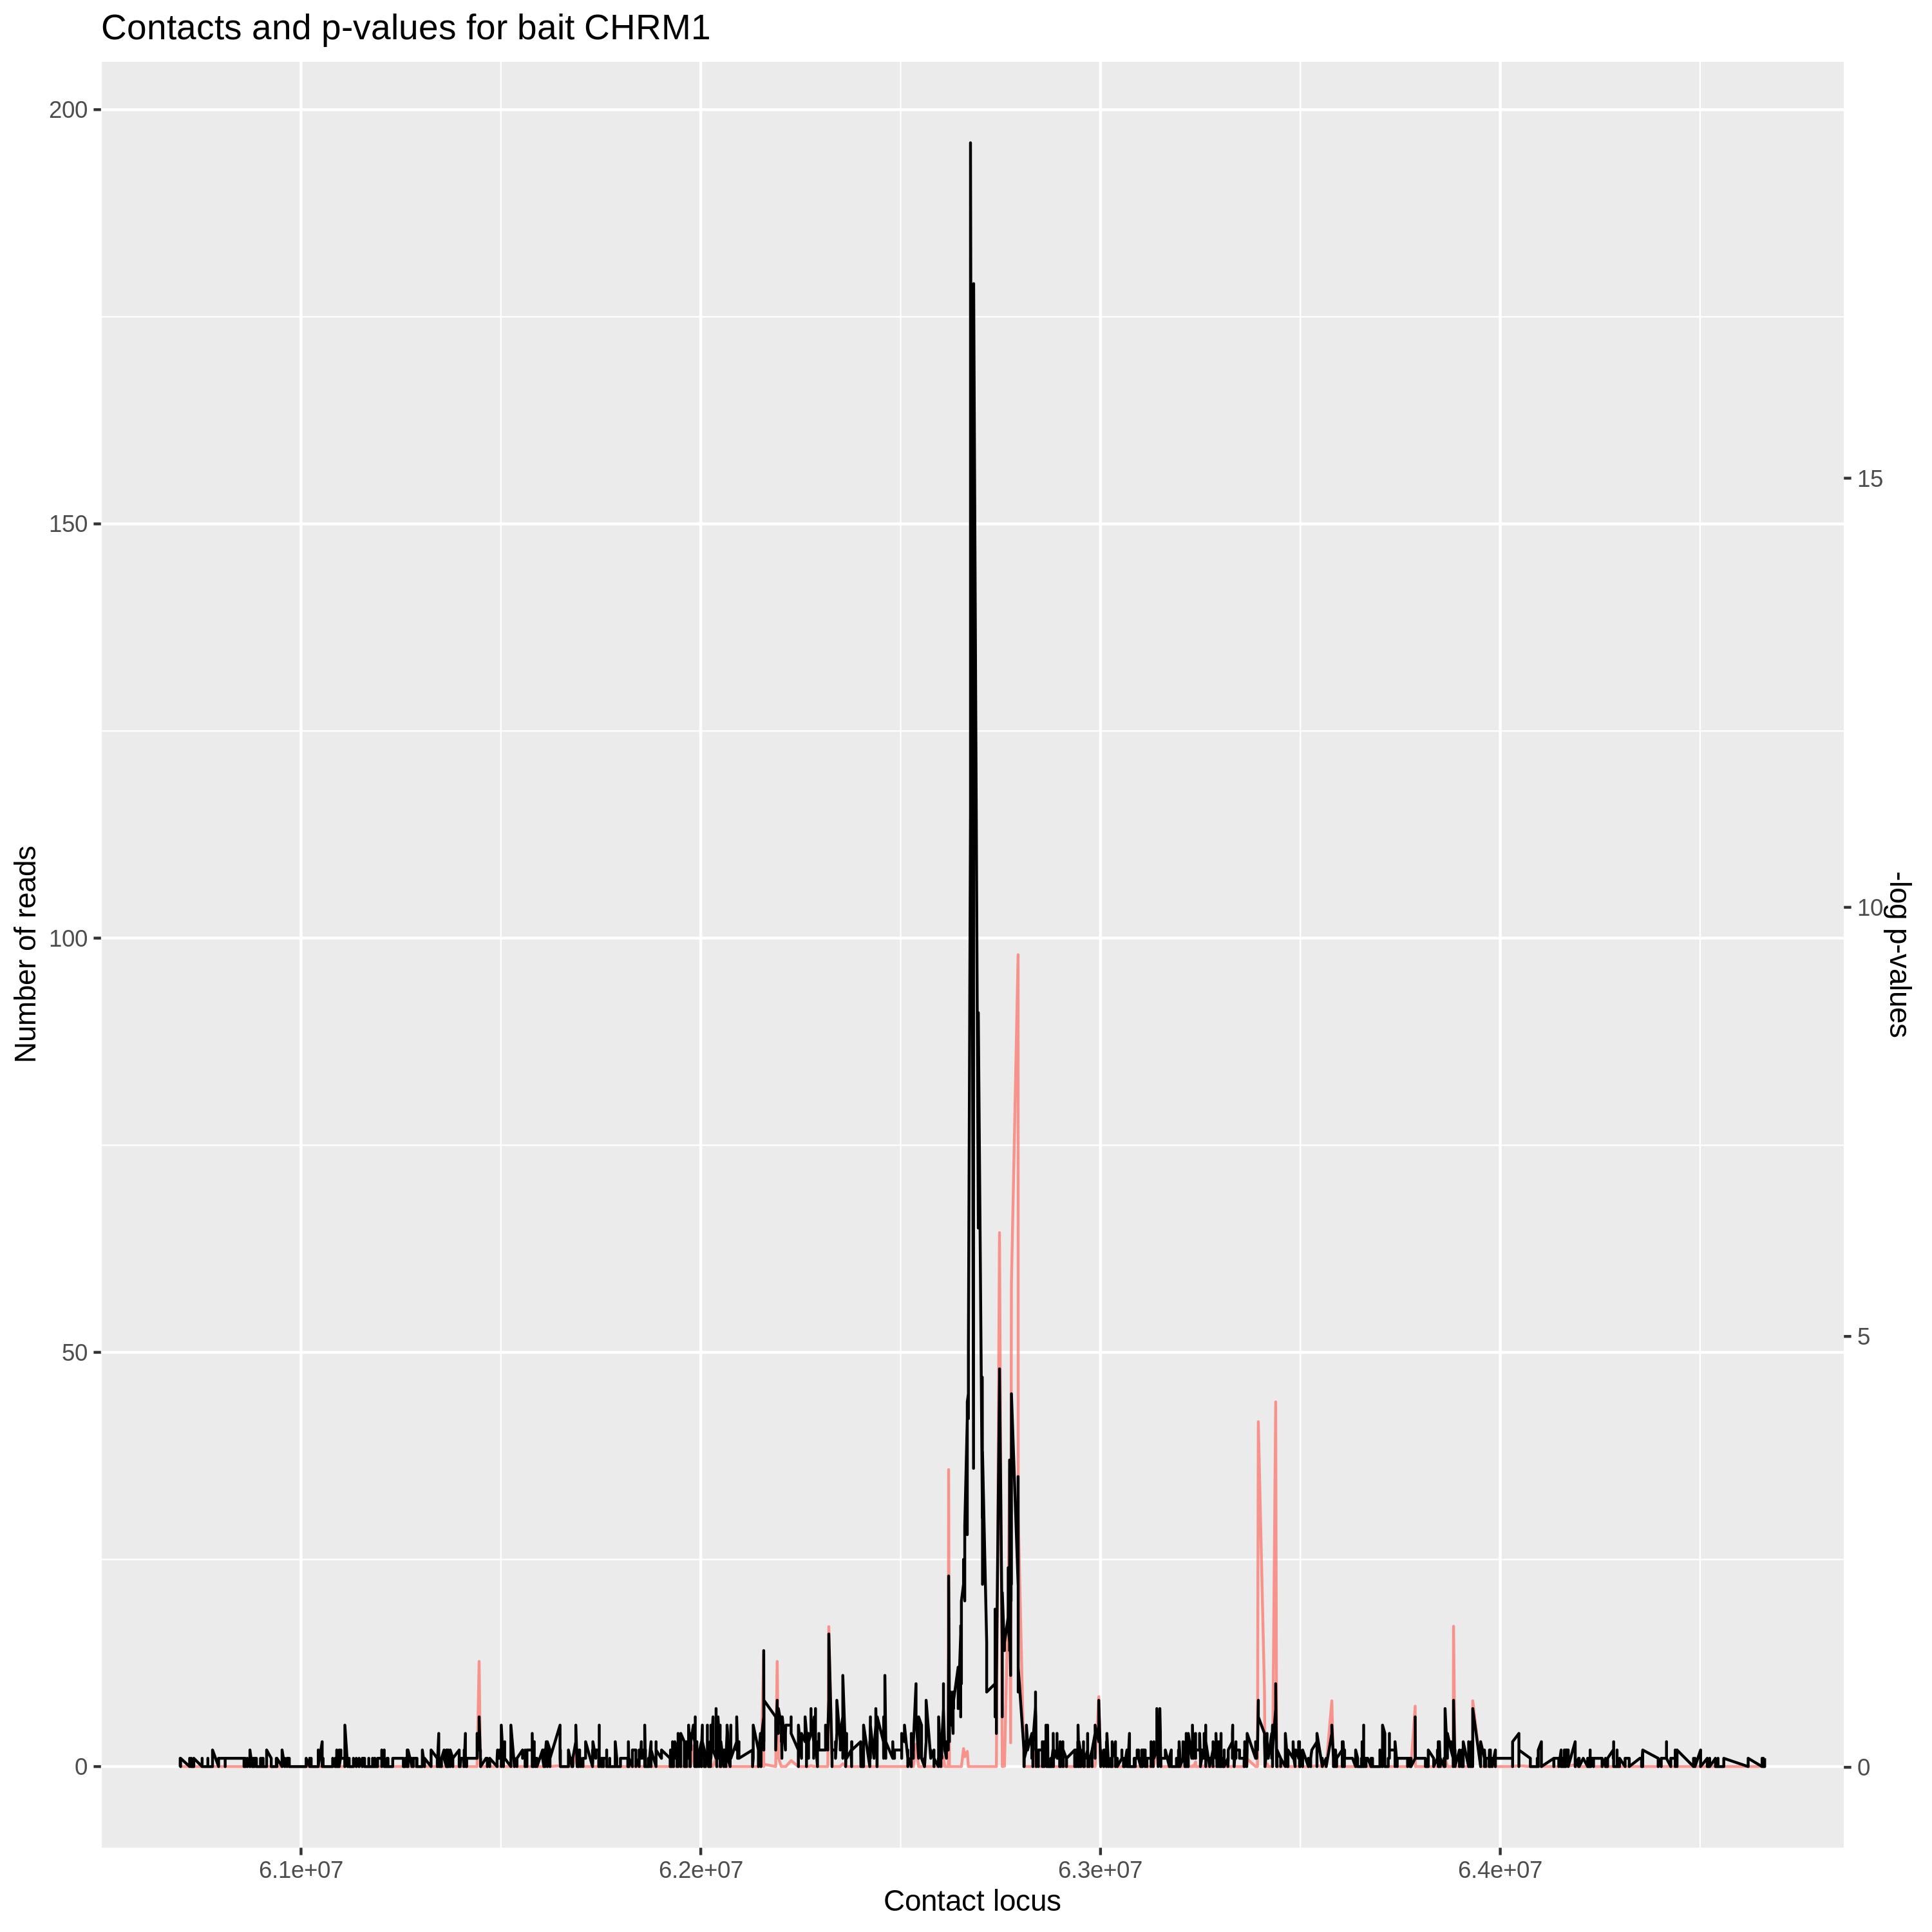 Contacts and p-values for bait CHRM1
200
150
100
50
0
Number of reads
15
10
5
0
-log p-values
6.1e+07
6.2e+07
6.3e+07
6.4e+07
Contact locus